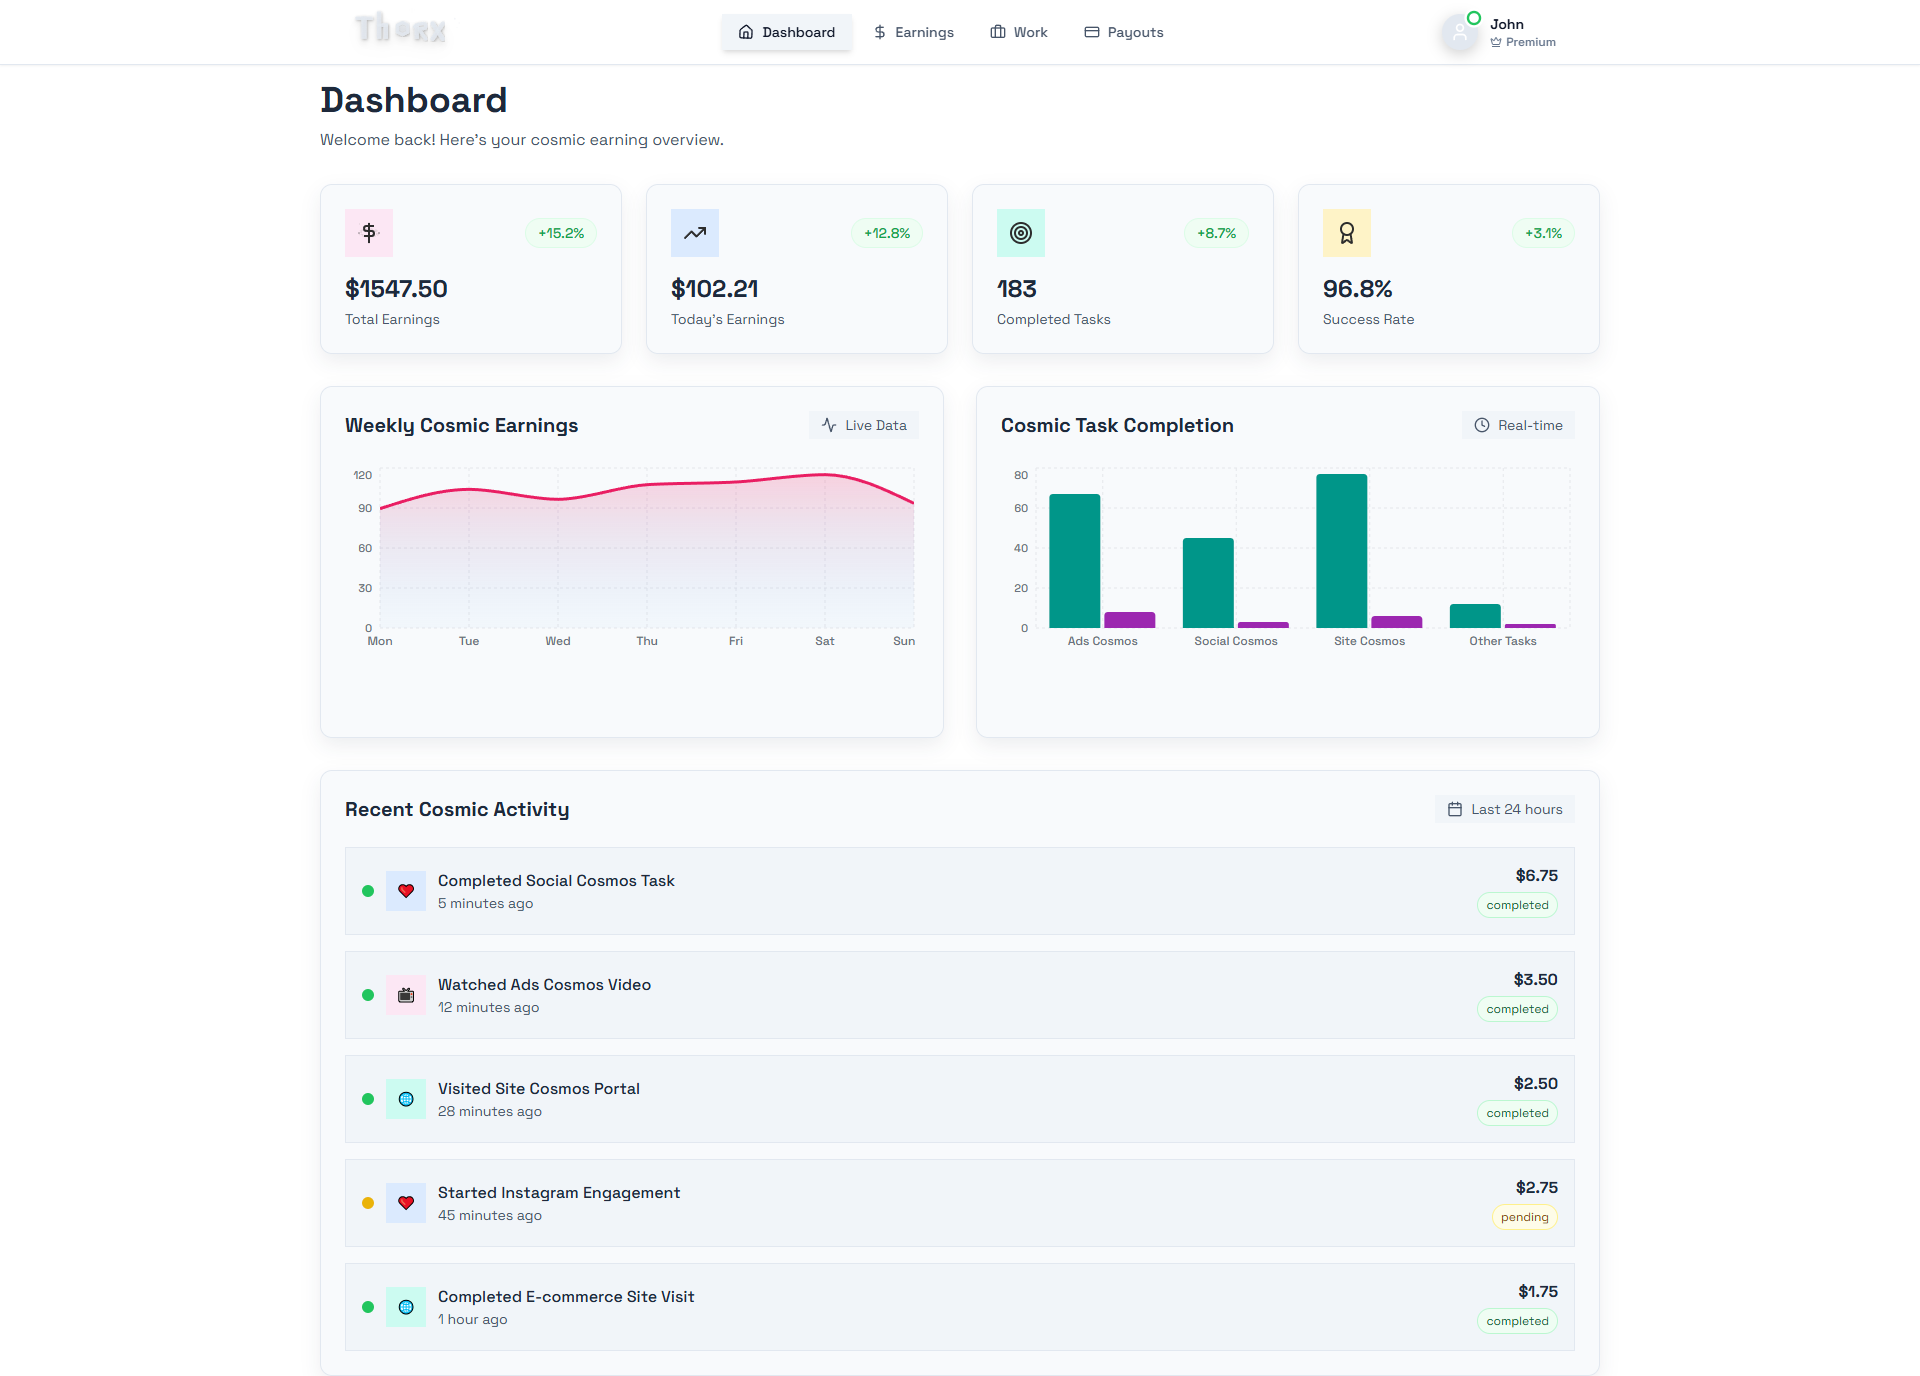 Thorx
Dashboard
Earnings
Work
Payouts
John
Premium
Dashboard
Welcome back! Here's your cosmic earning overview.
+15.2%
$1547.50
Total Earnings
+12.8%
$102.21
Today's Earnings
+8.7%
183
Completed Tasks
+3.1%
96.8%
Success Rate
Weekly Cosmic Earnings
Live Data
120
90
60
30
0
Mon Tue Wed Thu Fri Sat Sun
Cosmic Task Completion
Real-time
80
60
40
20
0
Ads Cosmos Social Cosmos Site Cosmos Other Tasks
Recent Cosmic Activity
Last 24 hours
Completed Social Cosmos Task
5 minutes ago
$6.75
completed
Watched Ads Cosmos Video
12 minutes ago
$3.50
completed
Visited Site Cosmos Portal
28 minutes ago
$2.50
completed
Started Instagram Engagement
45 minutes ago
$2.75
pending
Completed E-commerce Site Visit
1 hour ago
$1.75
completed